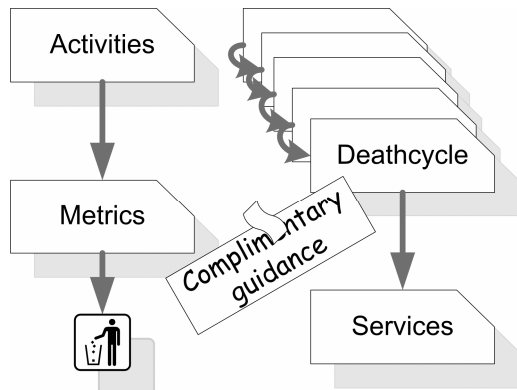 Activities
Deathcycle
Metrics
Complimentary
guidance
Services